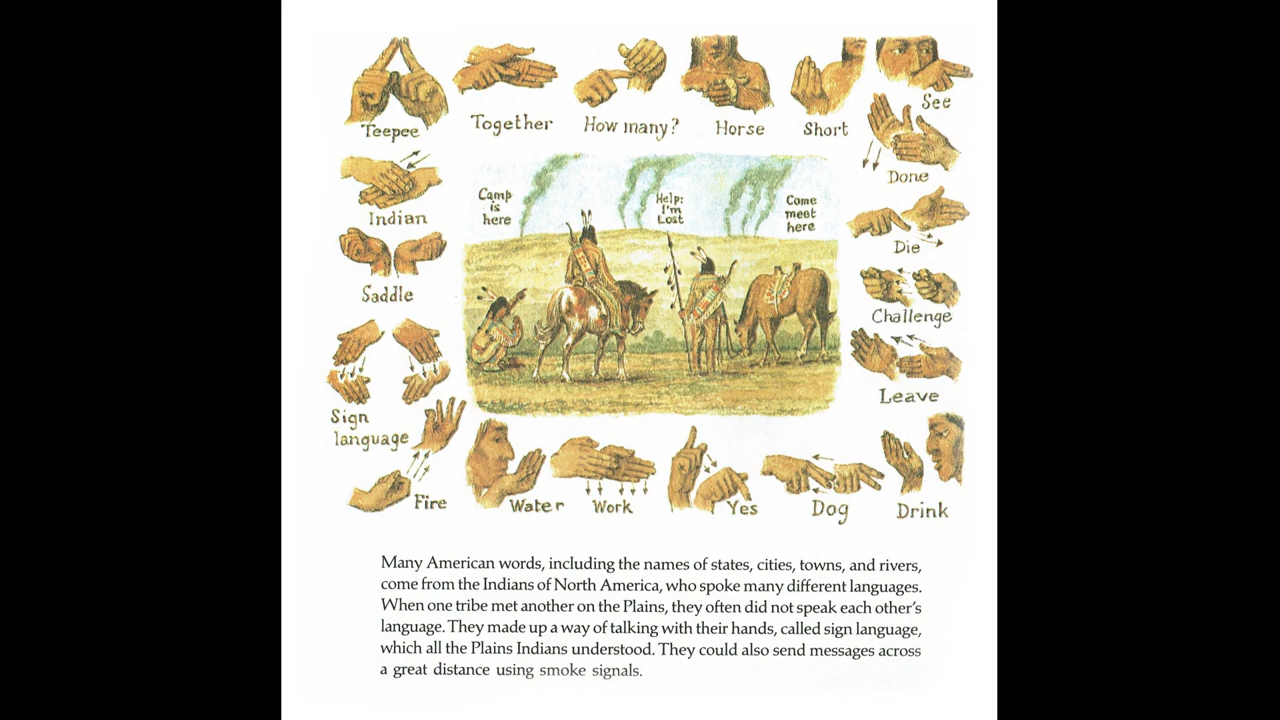 Teepee
Together
How many?
Horse
Short
See
Done
Indian
Die
Camp
is
here
Help:
I'm
Lost
Come
meet
here
Saddle
Challenge
Leave
Sign
language
Fire
Water
Work
Yes
Dog
Drink
Many American words, including the names of states, cities, towns, and rivers,
come from the Indians of North America, who spoke many different languages.
When one tribe met another on the Plains, they often did not speak each other's
language. They made up a way of talking with their hands, called sign language,
which all the Plains Indians understood. They could also send messages across
a great distance using smoke signals.